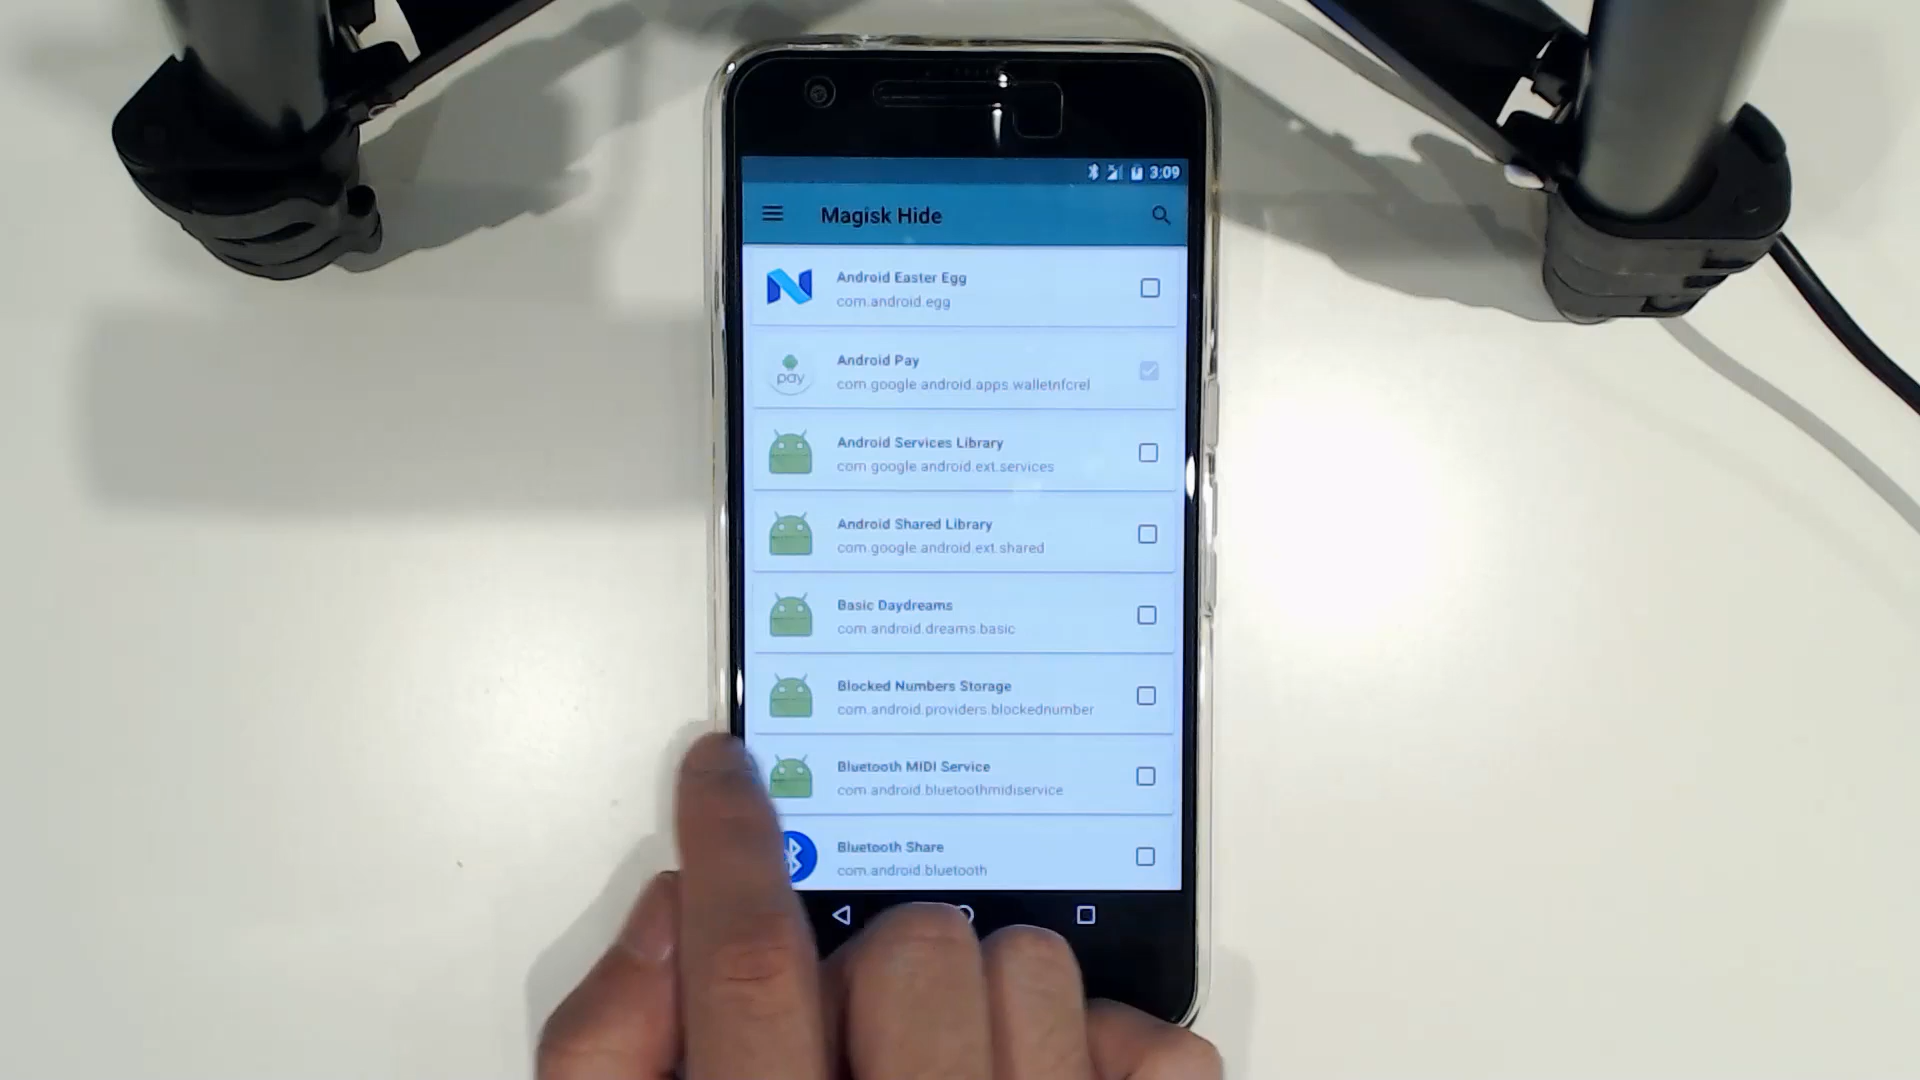 3:09
Magisk Hide
Android Easter Egg
com.android.egg
pay
Android Pay
com.google.android.apps.walletnfcrel
Android Services Library
com.google.android.ext.services
Android Shared Library
com.google.android.ext.shared
Basic Daydreams
com.android.dreams.basic
Blocked Numbers Storage
com.android.providers.blockednumber
Bluetooth MIDI Service
com.android.bluetoothmidiservice
Bluetooth Share
com.android.bluetooth